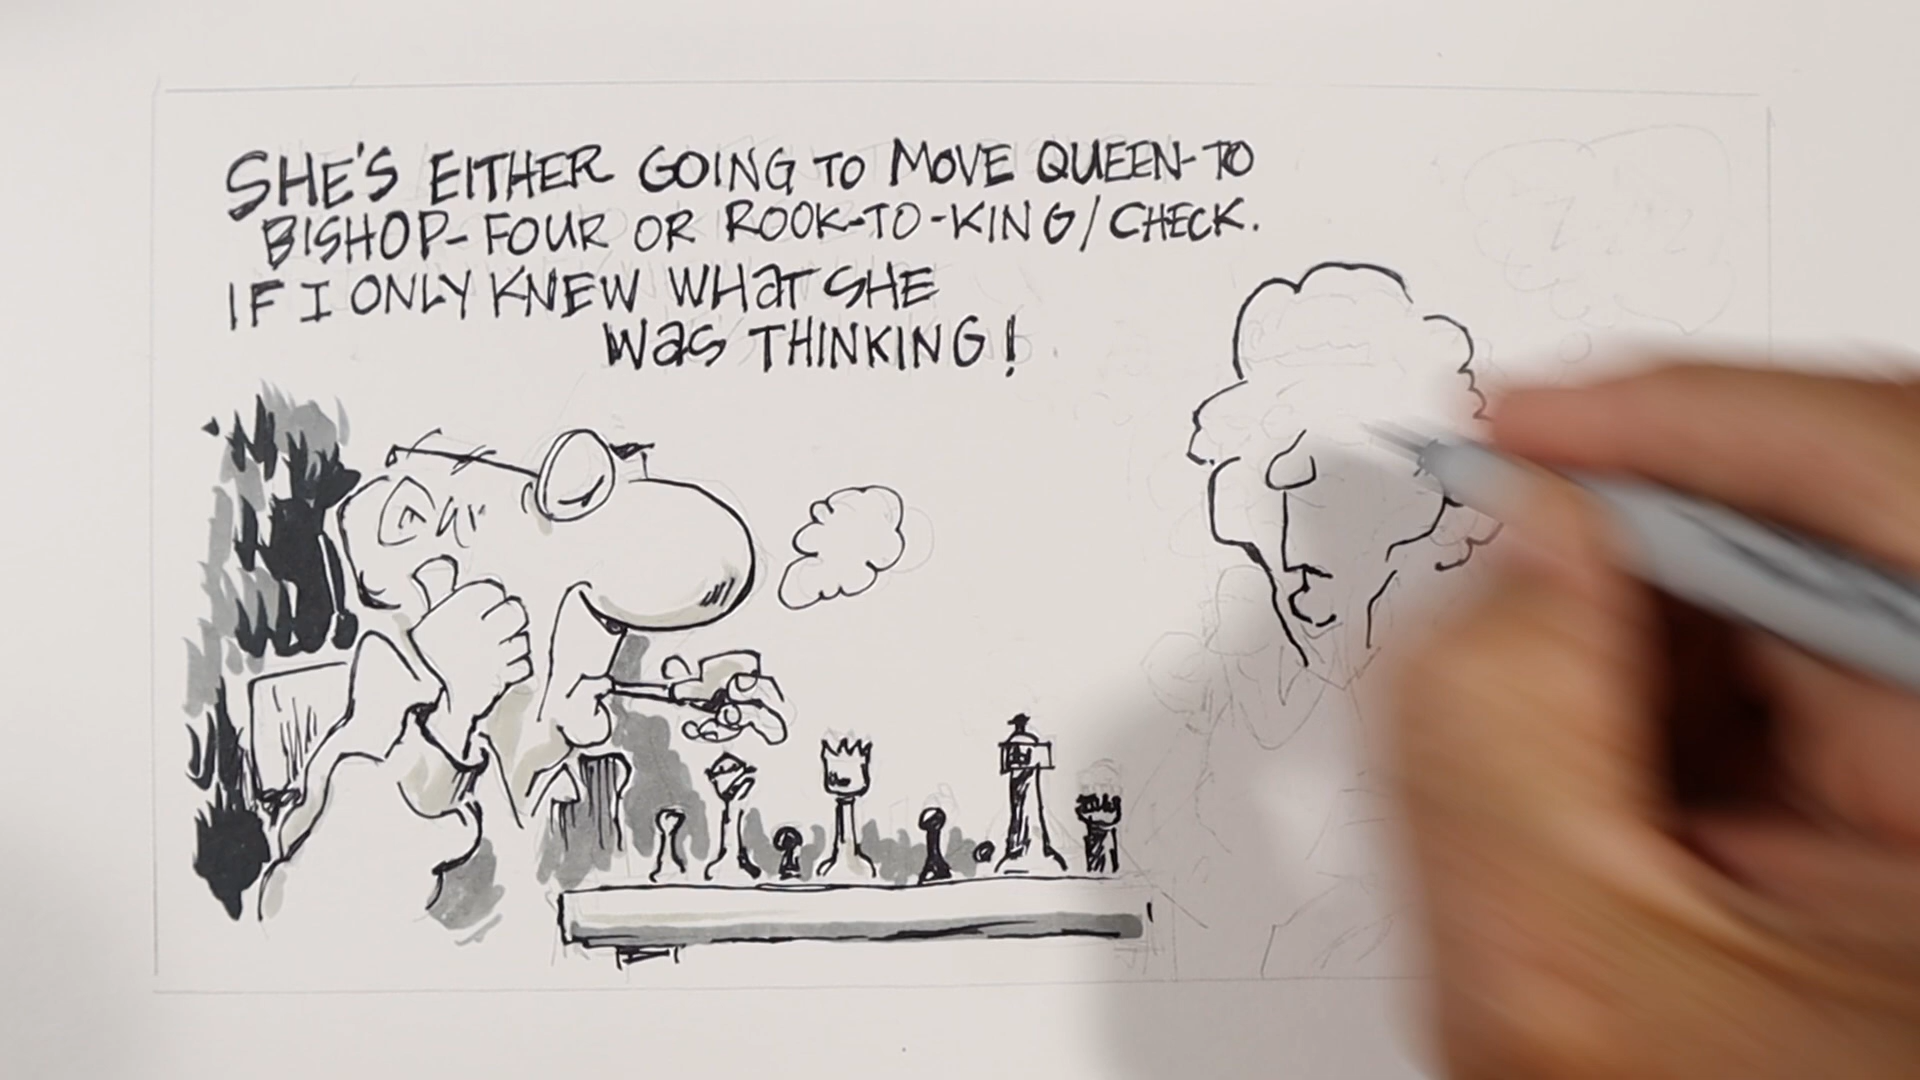 SHE'S EITHER GOING TO MOVE QUEEN-TO
BISHOP-FOUR OR ROOK-TO-KING/CHECK.
IF I ONLY KNEW WHAT SHE
WAS THINKING!